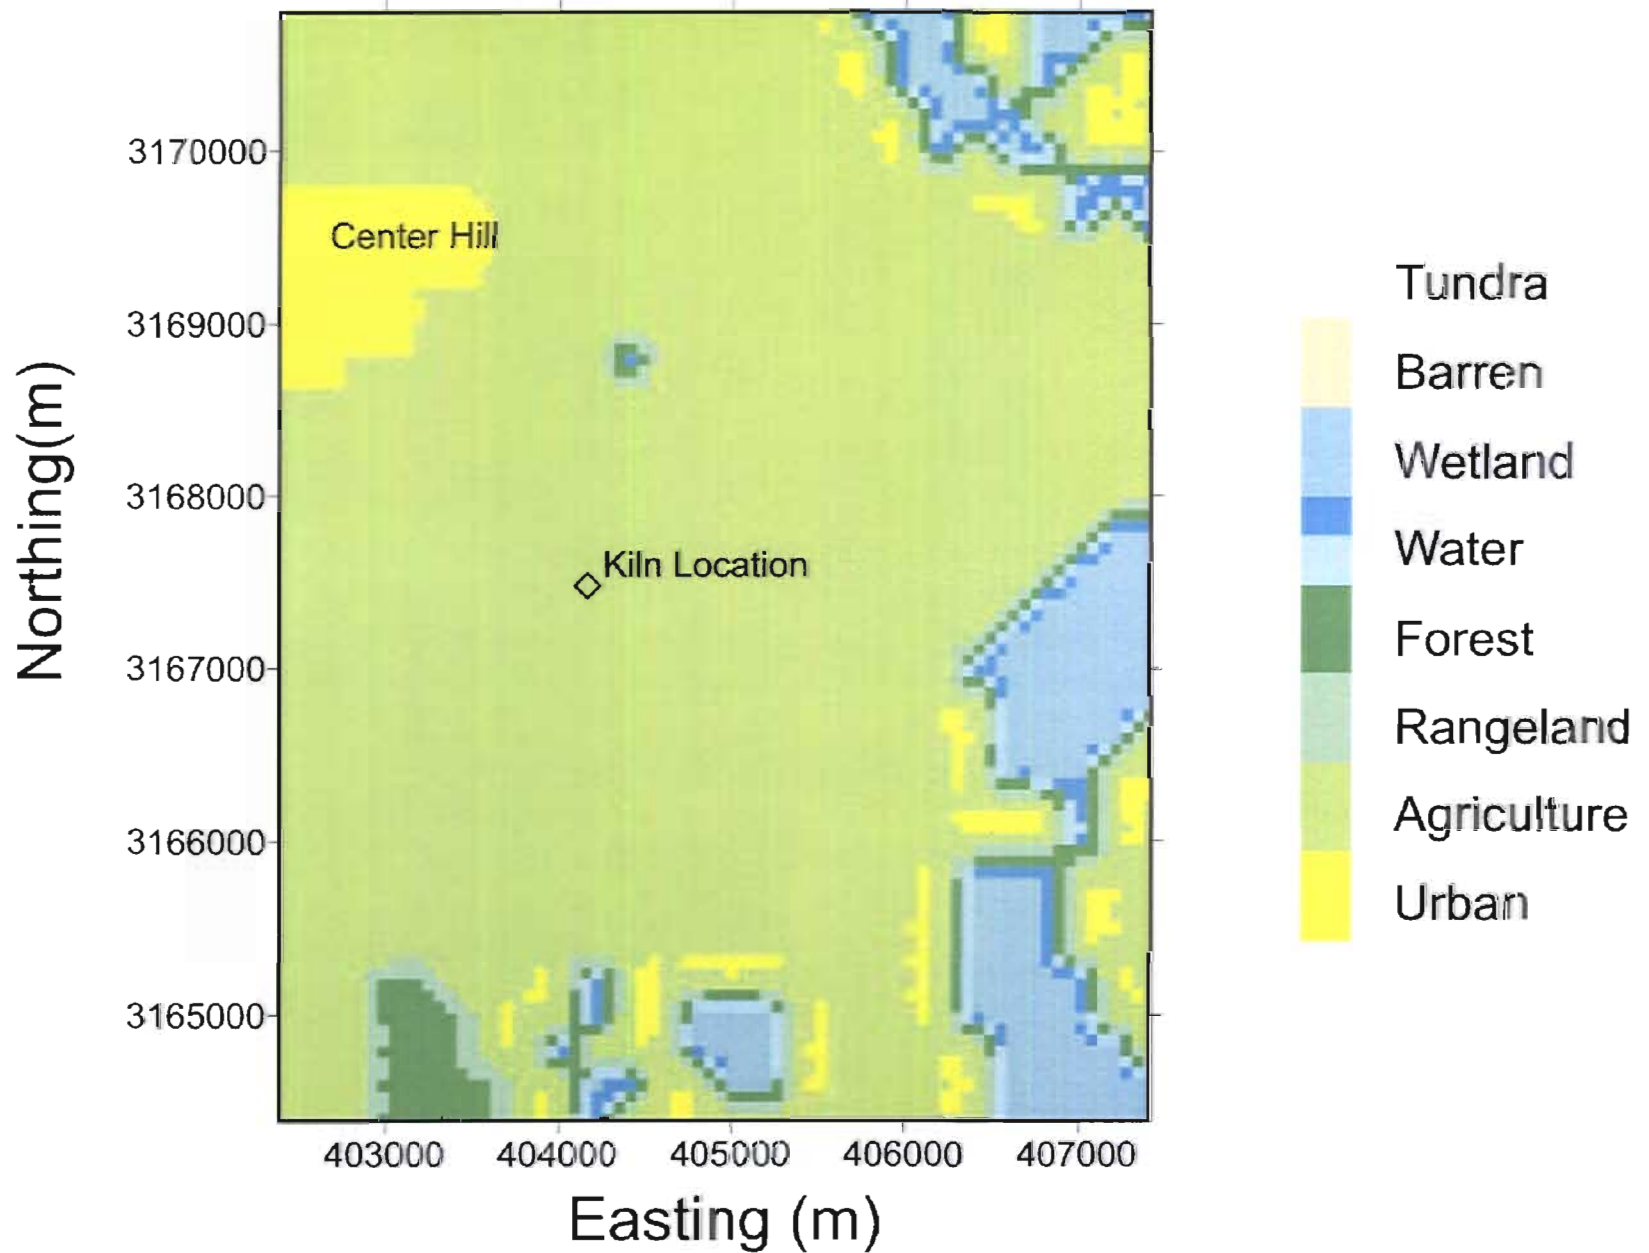 3170000
Center Hill
3169000
3168000
Kiln Location
3167000
3166000
3165000
Northing(m)
403000 404000 405000 406000 407000
Easting (m)
Tundra
Barren
Wetland
Water
Forest
Rangeland
Agriculture
Urban